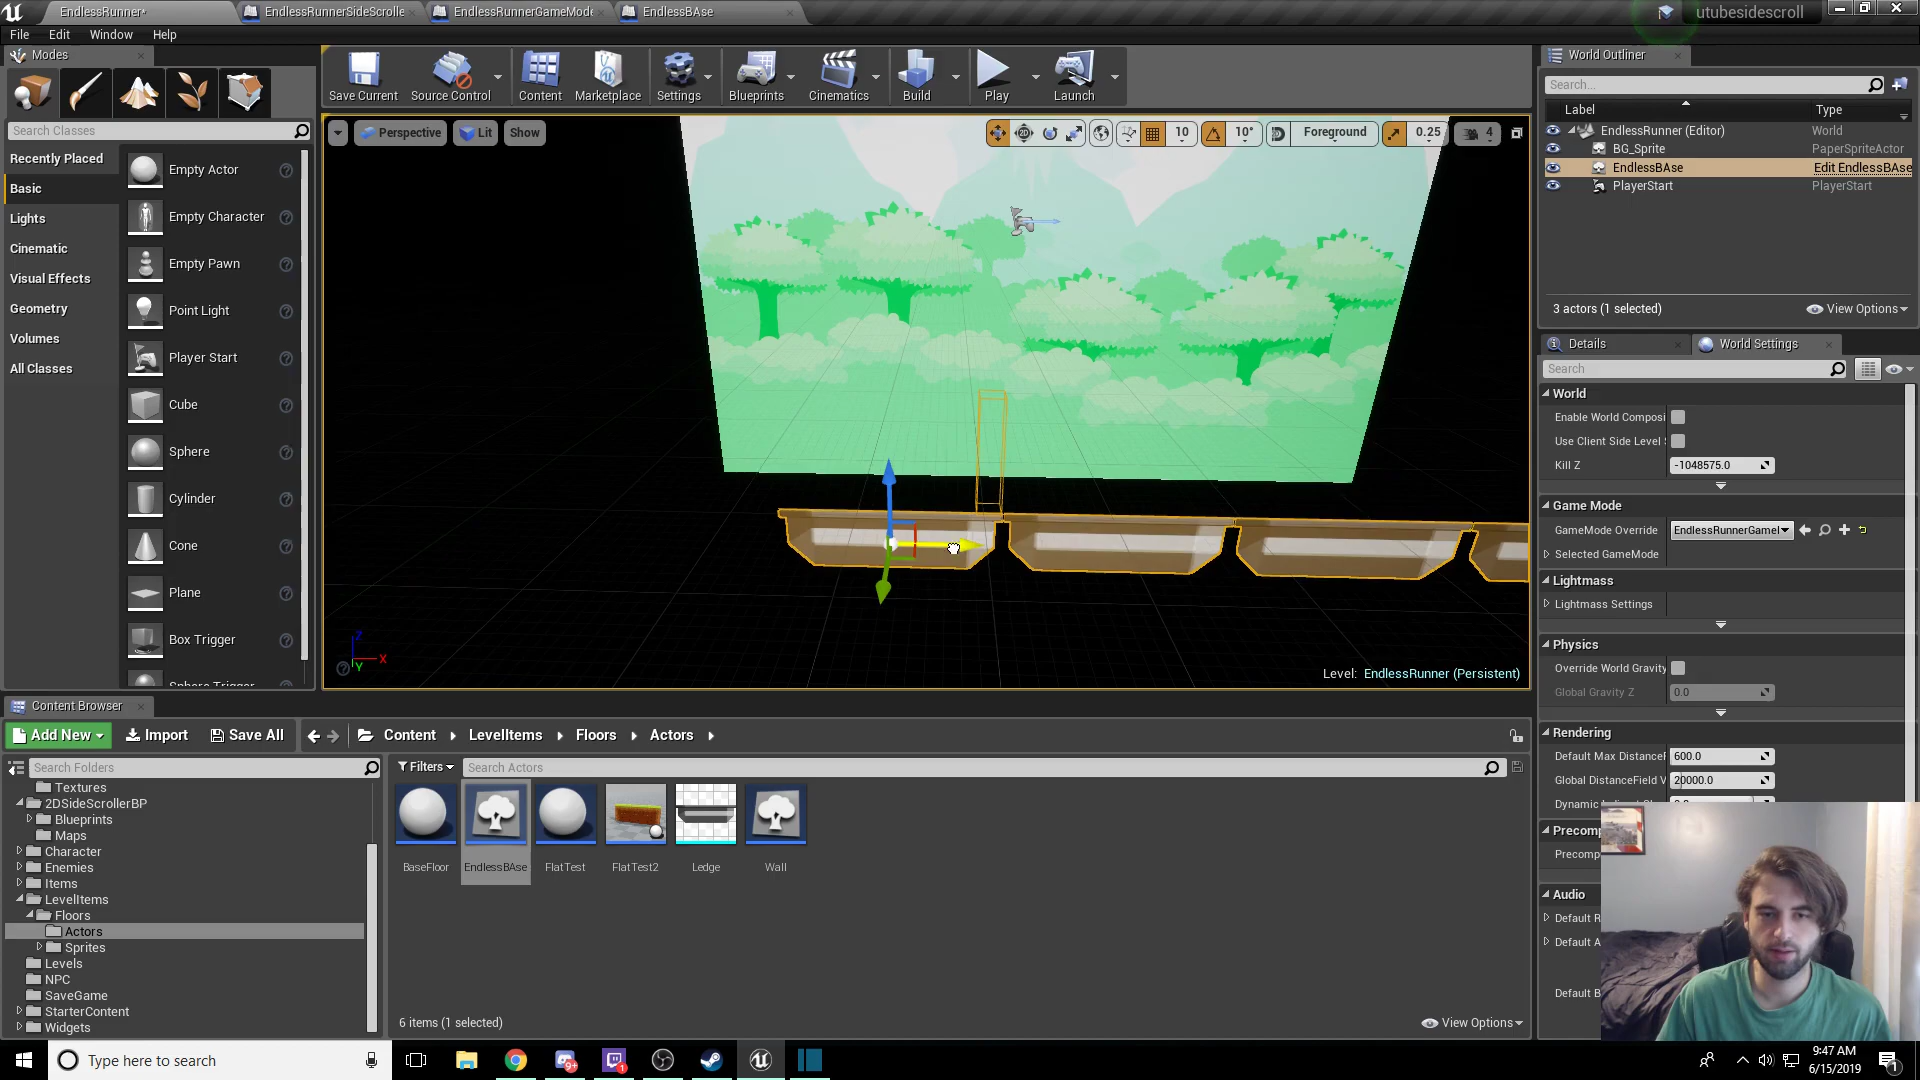 EndlessRunner*
EndlessRunnerSideScrolle
EndlessRunnerGameMode
EndlessBAse
utubesidescroll
File
Edit
Window
Help
Modes
Search Classes
Recently Placed
Basic
Lights
Cinematic
Visual Effects
Geometry
Volumes
All Classes
Empty Actor
Empty Character
Empty Pawn
Point Light
Player Start
Cube
Sphere
Cylinder
Cone
Plane
Box Trigger
Save Current
Source Control
Content
Marketplace
Settings
Blueprints
Cinematics
Build
Play
Launch
Perspective
Lit
Show
10
10°
Foreground
0.25
4
Z
X
Y
Level: EndlessRunner (Persistent)
World Outliner
Search...
Label
Type
EndlessRunner (Editor)
World
BG_Sprite
PaperSpriteActor
EndlessBAse
Edit EndlessBAse
PlayerStart
PlayerStart
3 actors (1 selected)
View Options
Details
World Settings
Search
World
Enable World Composi
Use Client Side Level
Kill Z
-1048575.0
Game Mode
GameMode Override
EndlessRunnerGameI
Selected GameMode
Lightmass
Lightmass Settings
Physics
Override World Gravity
Global Gravity Z
0.0
Rendering
Default Max DistanceF
600.0
Global DistanceField V
20000.0
Precomp
Precomp
Audio
Default R
Default A
Default B
Content Browser
Add New
Import
Save All
Content
LevelItems
Floors
Actors
Search Folders
Filters
Search Actors
Textures
2DSideScrollerBP
Blueprints
Maps
Character
Enemies
Items
LevelItems
Floors
Actors
Sprites
Levels
NPC
SaveGame
StarterContent
Widgets
BaseFloor
EndlessBAse
FlatTest
FlatTest2
Ledge
Wall
6 items (1 selected)
View Options
Type here to search
9:47 AM
6/15/2019